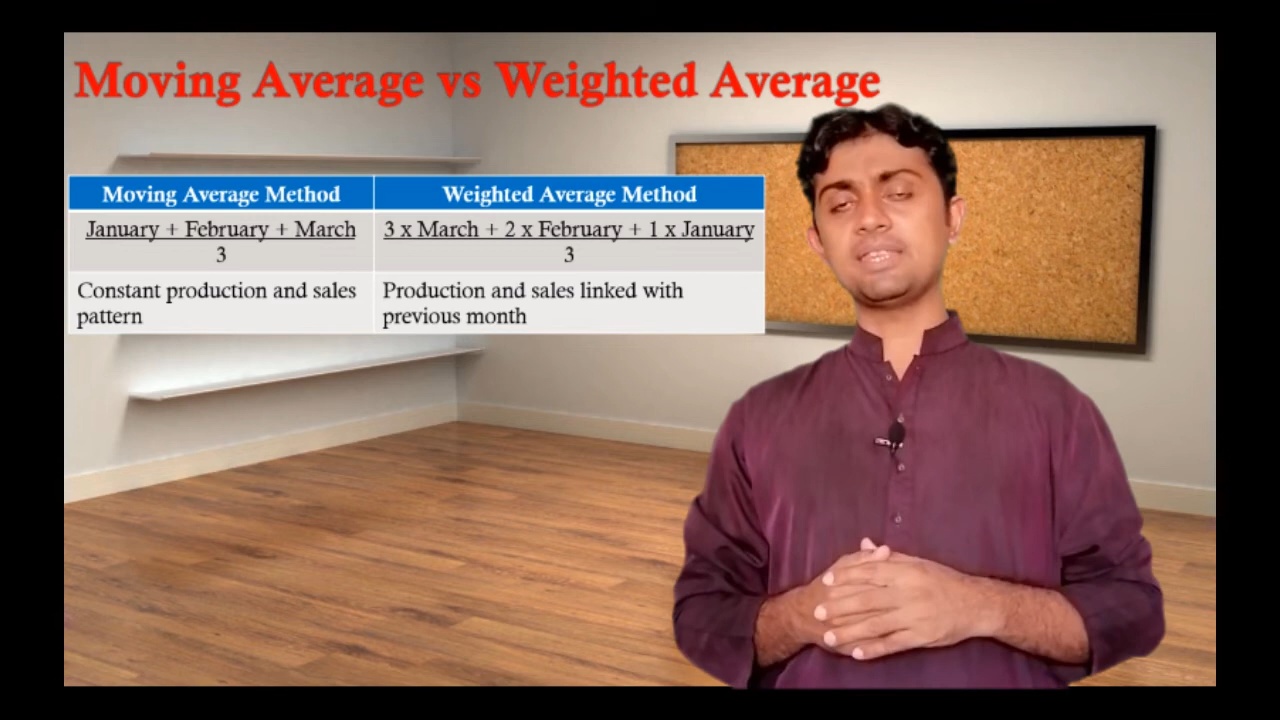 Moving Average vs Weighted Average
Moving Average Method
Weighted Average Method
January + February + March
3
3 x March + 2 x February + 1 x January
3
Constant production and sales
pattern
Production and sales linked with
previous month